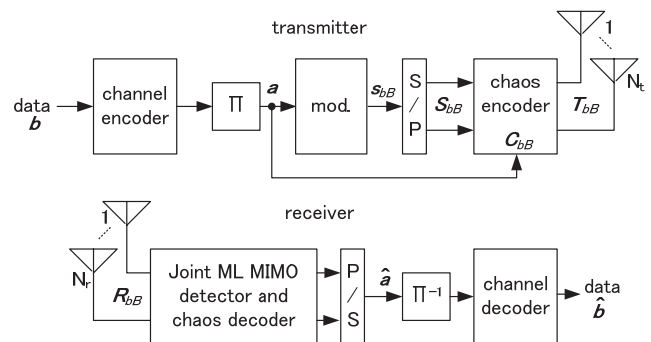 transmitter
1
N_t
data
b
channel
encoder
Π
a
mod.
s_bB
S
/
P
S_bB
chaos
encoder
C_bB
T_bB
receiver
1
N_r
R_bB
Joint ML MIMO
detector and
chaos decoder
P
/
S
â
Π⁻¹
channel
decoder
data
b̂